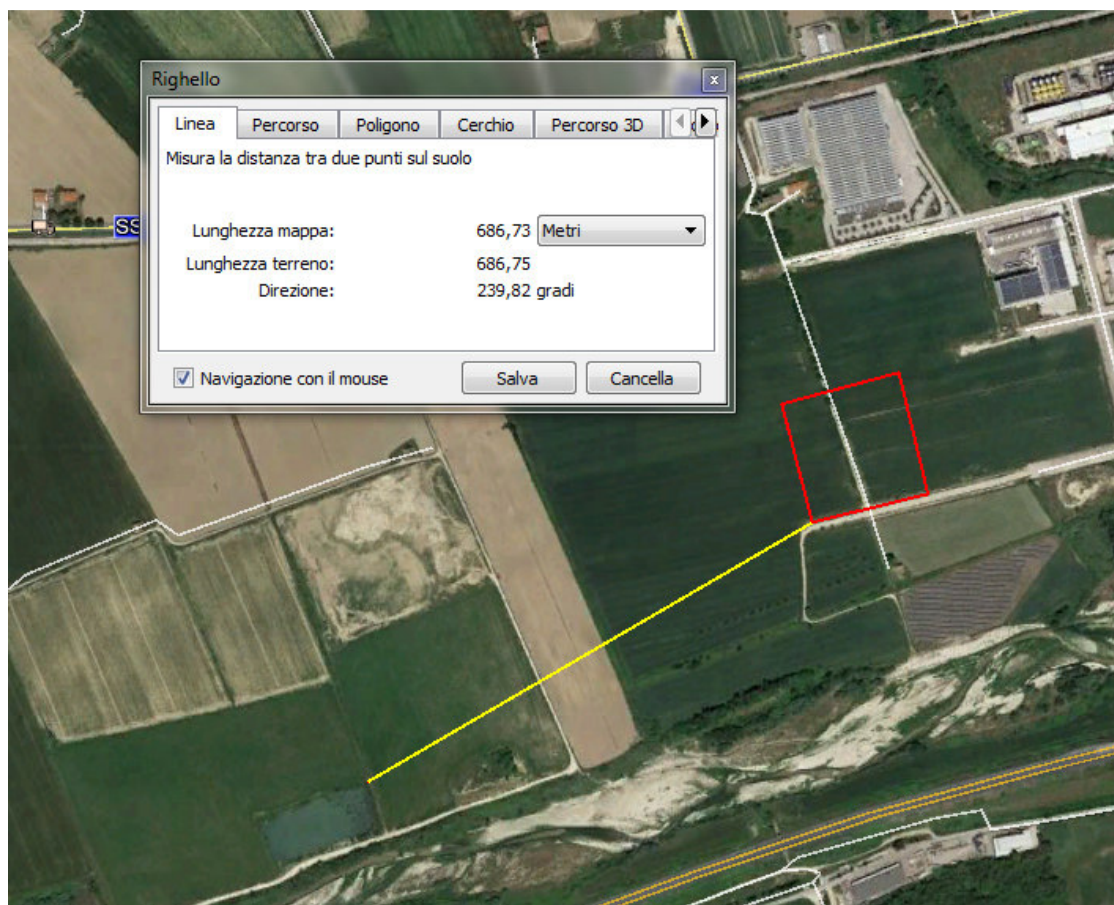 Righello
Linea Percorso Poligono Cerchio Percorso 3D
Misura la distanza tra due punti sul suolo
Lunghezza mappa: 686,73 Metri
Lunghezza terreno: 686,75
Direzione: 239,82 gradi
Navigazione con il mouse Salva Cancella
SS